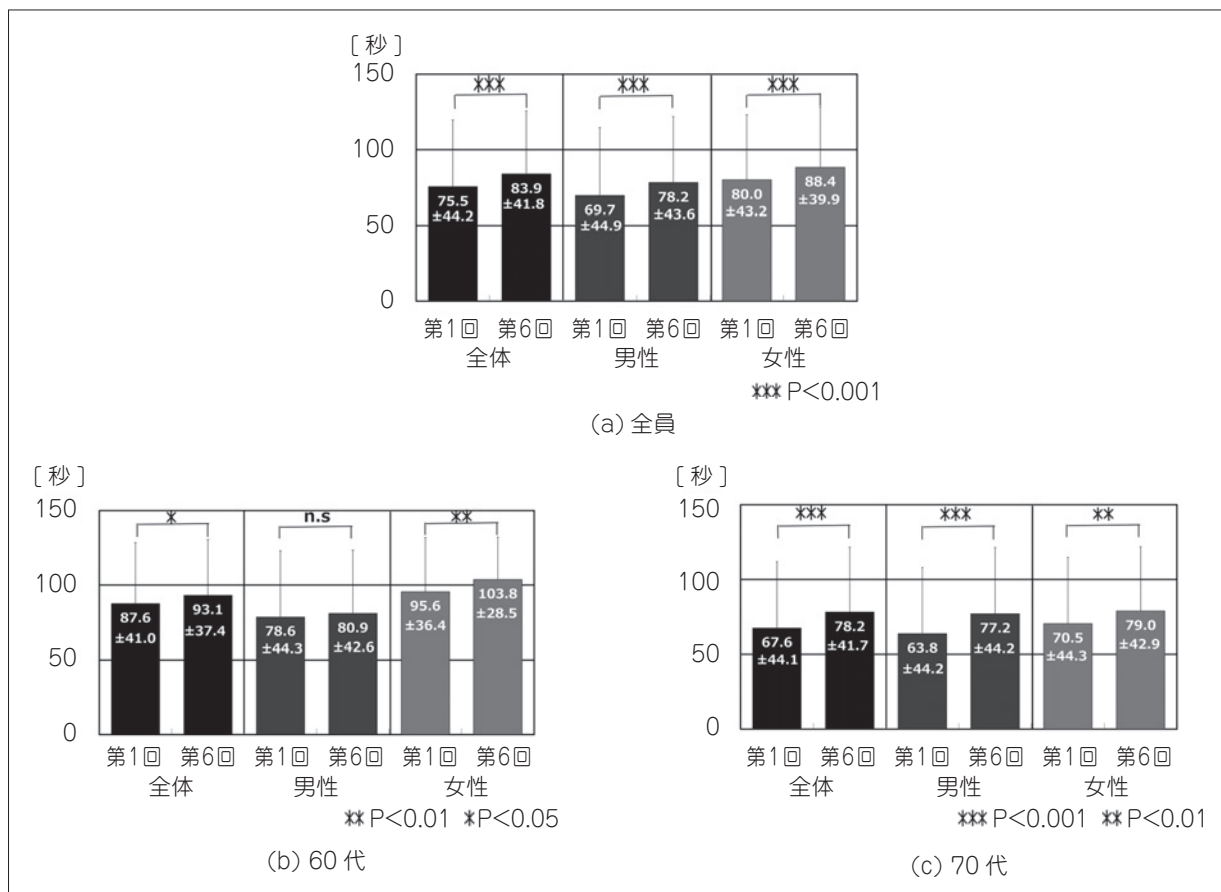 [秒]
150
100
50
0
*** *** ***
75.5 ±44.2
83.9 ±41.8
69.7 ±44.9
78.2 ±43.6
80.0 ±43.2
88.4 ±39.9
第1回 第6回 第1回 第6回 第1回 第6回
全体 男性 女性
*** P<0.001
(a) 全員
[秒]
150
100
50
0
* n.s **
87.6 ±41.0
93.1 ±37.4
78.6 ±44.3
80.9 ±42.6
95.6 ±36.4
103.8 ±28.5
第1回 第6回 第1回 第6回 第1回 第6回
全体 男性 女性
** P<0.01 *P<0.05
(b) 60代
[秒]
150
100
50
0
*** *** **
67.6 ±44.1
78.2 ±41.7
63.8 ±44.2
77.2 ±44.2
70.5 ±44.3
79.0 ±42.9
第1回 第6回 第1回 第6回 第1回 第6回
全体 男性 女性
*** P<0.001 ** P<0.01
(c) 70代